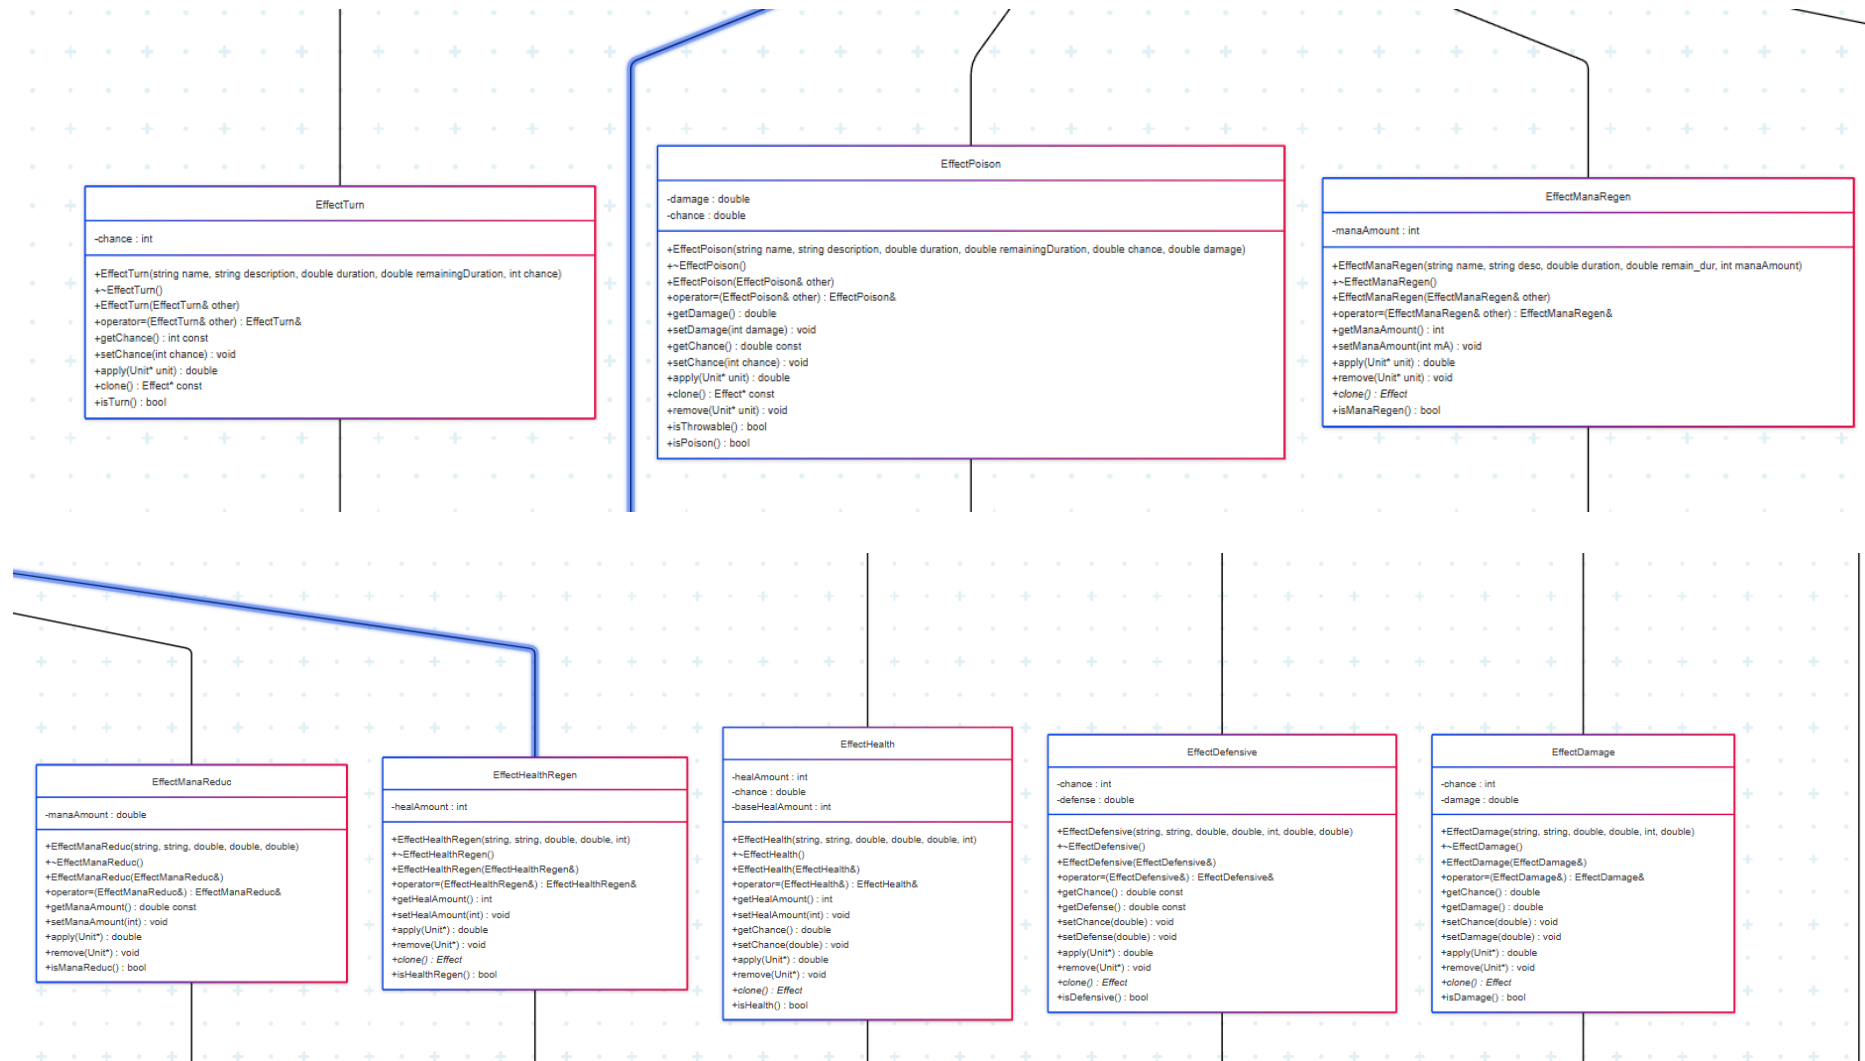 EffectTurn
-chance : int
+EffectTurn(string name, string description, double duration, double remainingDuration, int chance)
+~EffectTurn()
+EffectTurn(EffectTurn& other)
+operator=(EffectTurn& other) : EffectTurn&
+getChance() : int const
+setChance(int chance) : void
+apply(Unit* unit) : double
+clone() : Effect* const
+isTurn() : bool
EffectPoison
-damage : double
-chance : double
+EffectPoison(string name, string description, double duration, double remainingDuration, double chance, double damage)
+~EffectPoison()
+EffectPoison(EffectPoison& other)
+operator=(EffectPoison& other) : EffectPoison&
+getDamage() : double
+setDamage(int damage) : void
+getChance() : double const
+setChance(int chance) : void
+apply(Unit* unit) : double
+clone() : Effect* const
+remove(Unit* unit) : void
+isThrowable() : bool
+isPoison() : bool
EffectManaRegen
-manaAmount : int
+EffectManaRegen(string name, string desc, double duration, double remain_dur, int manaAmount)
+~EffectManaRegen()
+EffectManaRegen(EffectManaRegen& other)
+operator=(EffectManaRegen& other) : EffectManaRegen&
+getManaAmount() : int
+setManaAmount(int mA) : void
+apply(Unit* unit) : double
+remove(Unit* unit) : void
+clone() : Effect
+isManaRegen() : bool
EffectManaReduc
-manaAmount : double
+EffectManaReduc(string, string, double, double, double)
+~EffectManaReduc()
+EffectManaReduc(EffectManaReduc&)
+operator=(EffectManaReduc&) : EffectManaReduc&
+getManaAmount() : double const
+setManaAmount(int) : void
+apply(Unit*) : double
+remove(Unit*) : void
+isManaReduc() : bool
EffectHealthRegen
-healAmount : int
+EffectHealthRegen(string, string, double, double, int)
+~EffectHealthRegen()
+EffectHealthRegen(EffectHealthRegen&)
+operator=(EffectHealthRegen&) : EffectHealthRegen&
+getHealAmount() : int
+setHealAmount(int) : void
+apply(Unit*) : double
+remove(Unit*) : void
+clone() : Effect
+isHealthRegen() : bool
EffectHealth
-healAmount : int
-chance : double
-baseHealAmount : int
+EffectHealth(string, string, double, double, double, int)
+~EffectHealth()
+EffectHealth(EffectHealth&)
+operator=(EffectHealth&) : EffectHealth&
+getHealAmount() : int
+setHealAmount(int) : void
+getChance() : double
+setChance(double) : void
+apply(Unit*) : double
+remove(Unit*) : void
+clone() : Effect
+isHealth() : bool
EffectDefensive
-chance : int
-defense : double
+EffectDefensive(string, string, double, double, int, double, double)
+~EffectDefensive()
+EffectDefensive(EffectDefensive&)
+operator=(EffectDefensive&) : EffectDefensive&
+getChance() : double const
+getDefense() : double const
+setChance(double) : void
+setDefense(double) : void
+apply(Unit*) : double
+remove(Unit*) : void
+clone() : Effect
+isDefensive() : bool
EffectDamage
-chance : int
-damage : double
+EffectDamage(string, string, double, double, int, double)
+~EffectDamage()
+EffectDamage(EffectDamage&)
+operator=(EffectDamage&) : EffectDamage&
+getChance() : double
+getDamage() : double
+setChance(double) : void
+setDamage(double) : void
+apply(Unit*) : double
+remove(Unit*) : void
+clone() : Effect
+isDamage() : bool